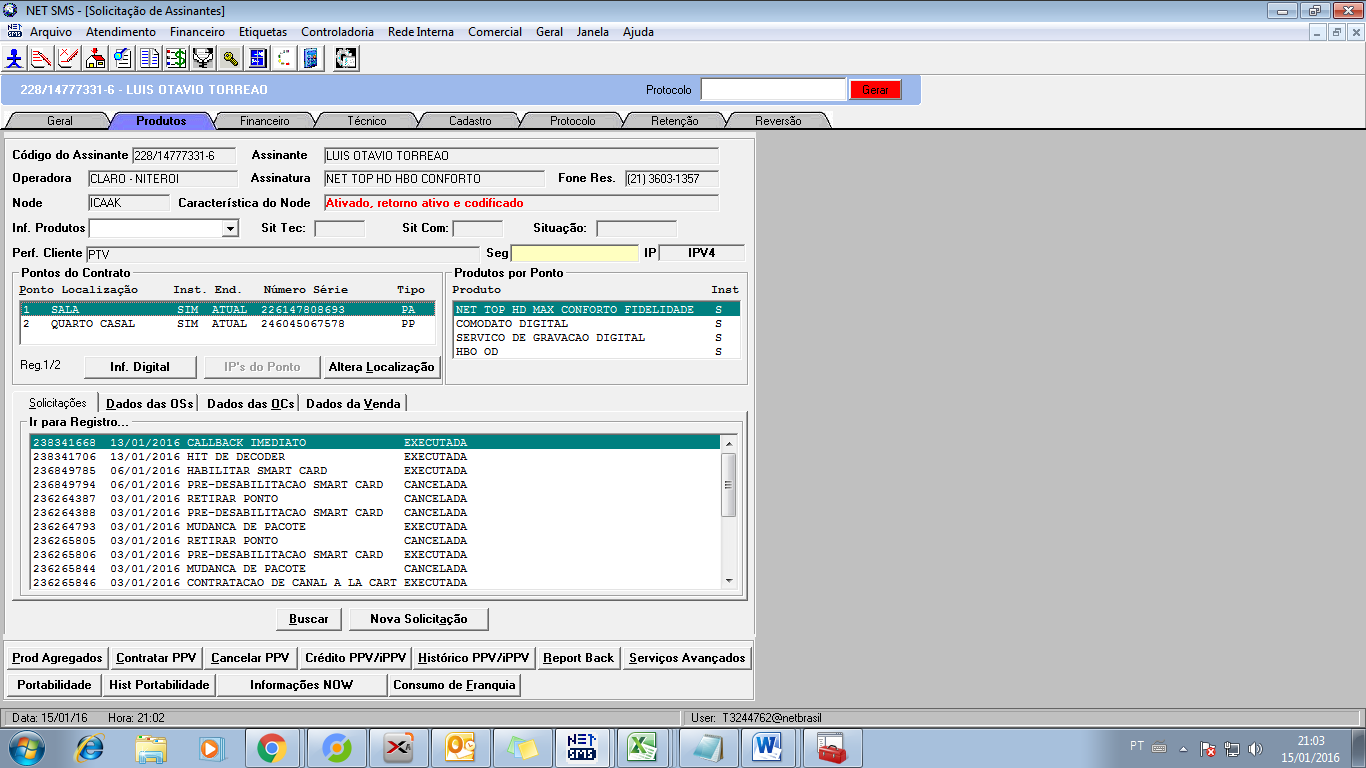 NET SMS - [Solicitação de Assinantes]
Arquivo Atendimento Financeiro Etiquetas Controladoria Rede Interna Comercial Geral Janela Ajuda
228/14777331-6 - LUIS OTAVIO TORREAO Protocolo Gerar
Geral Produtos Financeiro Técnico Cadastro Protocolo Retenção Reversão
Código do Assinante 228/14777331-6 Assinante LUIS OTAVIO TORREAO
Operadora CLARO - NITEROI Assinatura NET TOP HD HBO CONFORTO Fone Res. (21) 3603-1357
Node ICAAK Característica do Node Ativado, retorno ativo e codificado
Inf. Produtos Sit Tec: Sit Com: Situação:
Perf. Cliente PTV Seg IP IPV4
Pontos do Contrato
Ponto Localização Inst. End. Número Série Tipo
1 SALA SIM ATUAL 226147808693 PA
2 QUARTO CASAL SIM ATUAL 246045067578 PP
Reg.1/2 Inf. Digital IP's do Ponto Altera Localização
Produtos por Ponto
Produto Inst
NET TOP HD MAX CONFORTO FIDELIDADE S
COMODATO DIGITAL S
SERVICO DE GRAVACAO DIGITAL S
HBO OD S
Solicitações Dados das OSs Dados das OCs Dados da Venda
Ir para Registro...
238341668 13/01/2016 CALLBACK IMEDIATO EXECUTADA
238341706 13/01/2016 HIT DE DECODER EXECUTADA
236849785 06/01/2016 HABILITAR SMART CARD EXECUTADA
236849794 06/01/2016 PRE-DESABILITACAO SMART CARD CANCELADA
236264387 03/01/2016 RETIRAR PONTO CANCELADA
236264388 03/01/2016 PRE-DESABILITACAO SMART CARD CANCELADA
236264793 03/01/2016 MUDANCA DE PACOTE EXECUTADA
236265805 03/01/2016 RETIRAR PONTO CANCELADA
236265806 03/01/2016 PRE-DESABILITACAO SMART CARD EXECUTADA
236265844 03/01/2016 MUDANCA DE PACOTE CANCELADA
236265846 03/01/2016 CONTRATACAO DE CANAL A LA CART EXECUTADA
Buscar Nova Solicitação
Prod Agregados Contratar PPV Cancelar PPV Crédito PPV/iPPV Histórico PPV/iPPV Report Back Serviços Avançados
Portabilidade Hist Portabilidade Informações NOW Consumo de Franquia
Data: 15/01/16 Hora: 21:02 User: T3244762@netbrasil
NET SMS
PT 21:03
15/01/2016